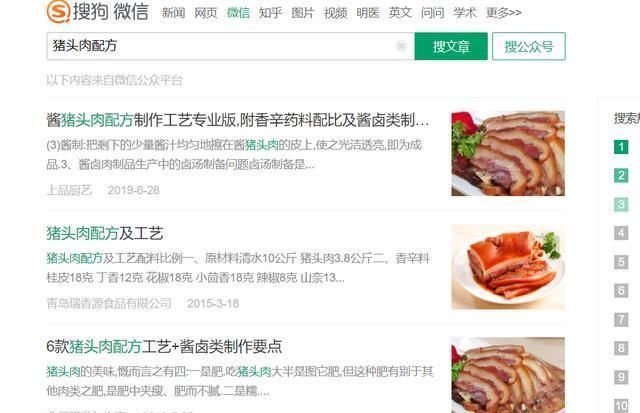 搜狗 微信 新闻 网页 微信 知乎 图片 视频 明医 英文 问问 学术 更多>>
猪头肉配方 搜文章 搜公众号
以下内容来自微信公众平台
酱猪头肉配方制作工艺专业版,附香辛药料配比及酱卤类制…
(3)酱制:把剩下的少量酱汁均匀地擦在酱猪头肉的皮上,使之光洁透亮,即为成
品.3、酱卤肉制品生产中的卤汤制备问题卤汤制备是...
上品厨艺 2019-6-28
猪头肉配方及工艺
猪头肉配方及工艺配料比例一、原材料清水10公斤 猪头肉3.8公斤二、香辛料
桂皮18克 丁香12克 花椒18克 小茴香18克 辣椒8克 山奈13...
青岛瑞香源食品有限公司 2015-3-18
6款猪头肉配方工艺+酱卤类制作要点
猪头肉的美味,慨而言之有四:一是肥.吃猪头肉大半是图它肥,但这种肥有别于其
他肉类之肥,是肥中夹瘦、肥而不腻.二是糯....
搜索热
1
2
3
4
5
6
7
8
9
10